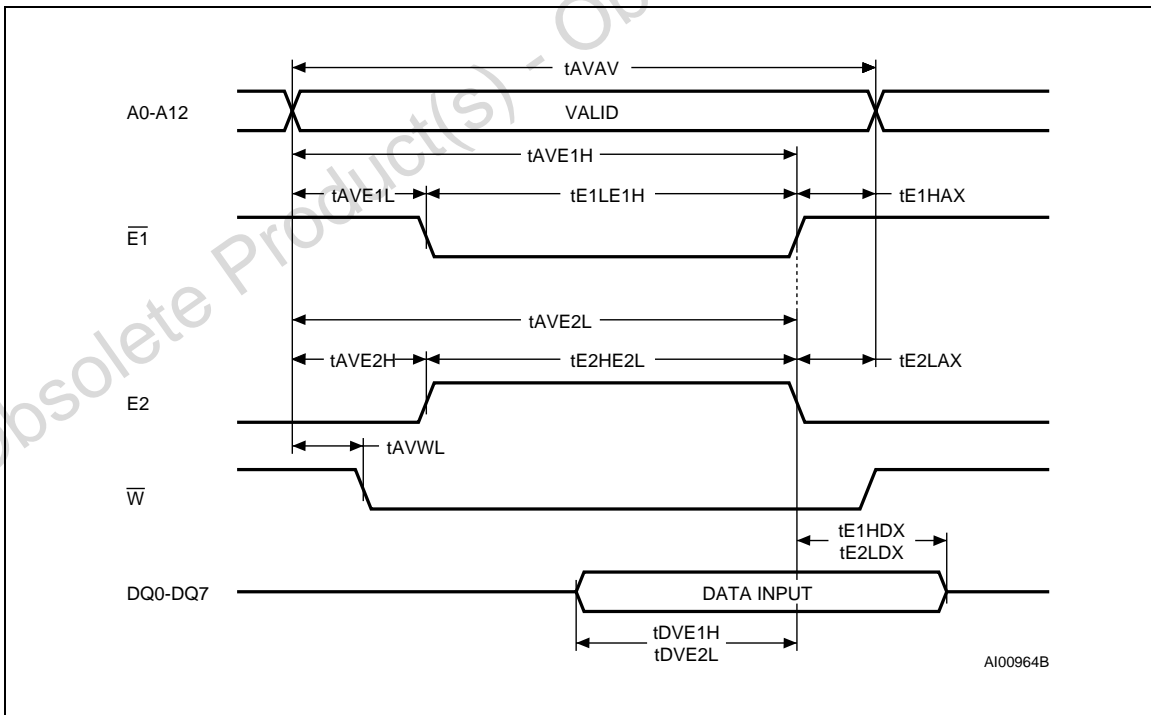 Obsolete Product(s) - Ob
tAVAV
A0-A12
VALID
tAVE1H
tAVE1L
tE1LE1H
tE1HAX
E1
tAVE2L
tAVE2H
tE2HE2L
tE2LAX
E2
tAVWL
W
tE1HDX
tE2LDX
DQ0-DQ7
DATA INPUT
tDVE1H
tDVE2L
AI00964B